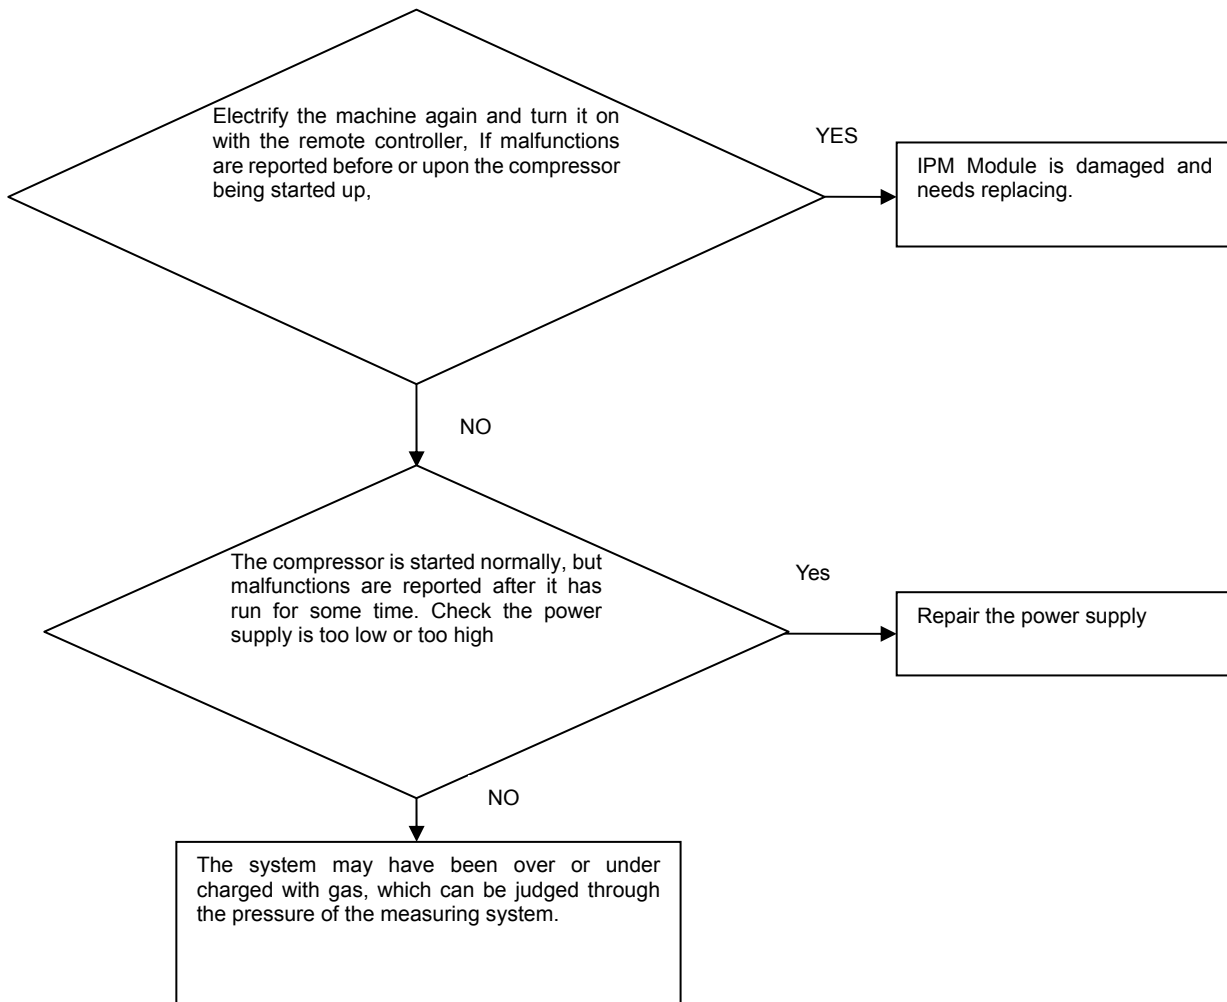 Electrify the machine again and turn it on
with the remote controller, If malfunctions
are reported before or upon the compressor
being started up,
YES
IPM Module is damaged and
needs replacing.
NO
The compressor is started normally, but
malfunctions are reported after it has
run for some time. Check the power
supply is too low or too high
Yes
Repair the power supply
NO
The system may have been over or under
charged with gas, which can be judged through
the pressure of the measuring system.